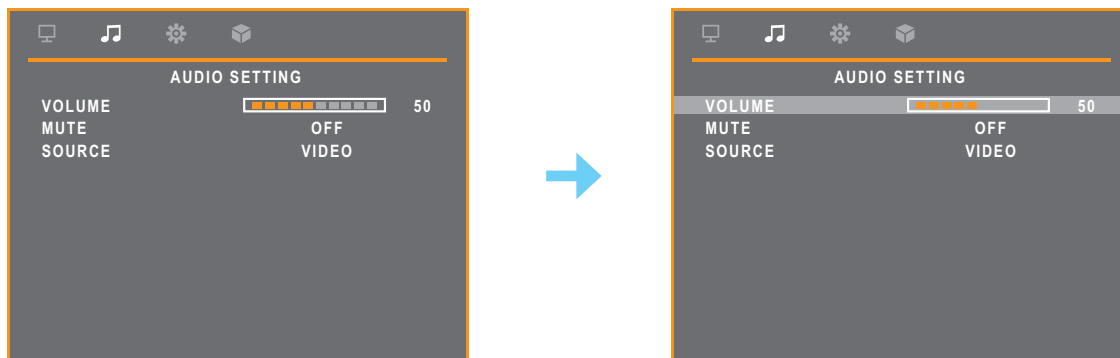 AUDIO SETTING
VOLUME 50
MUTE OFF
SOURCE VIDEO
AUDIO SETTING
VOLUME 50
MUTE OFF
SOURCE VIDEO